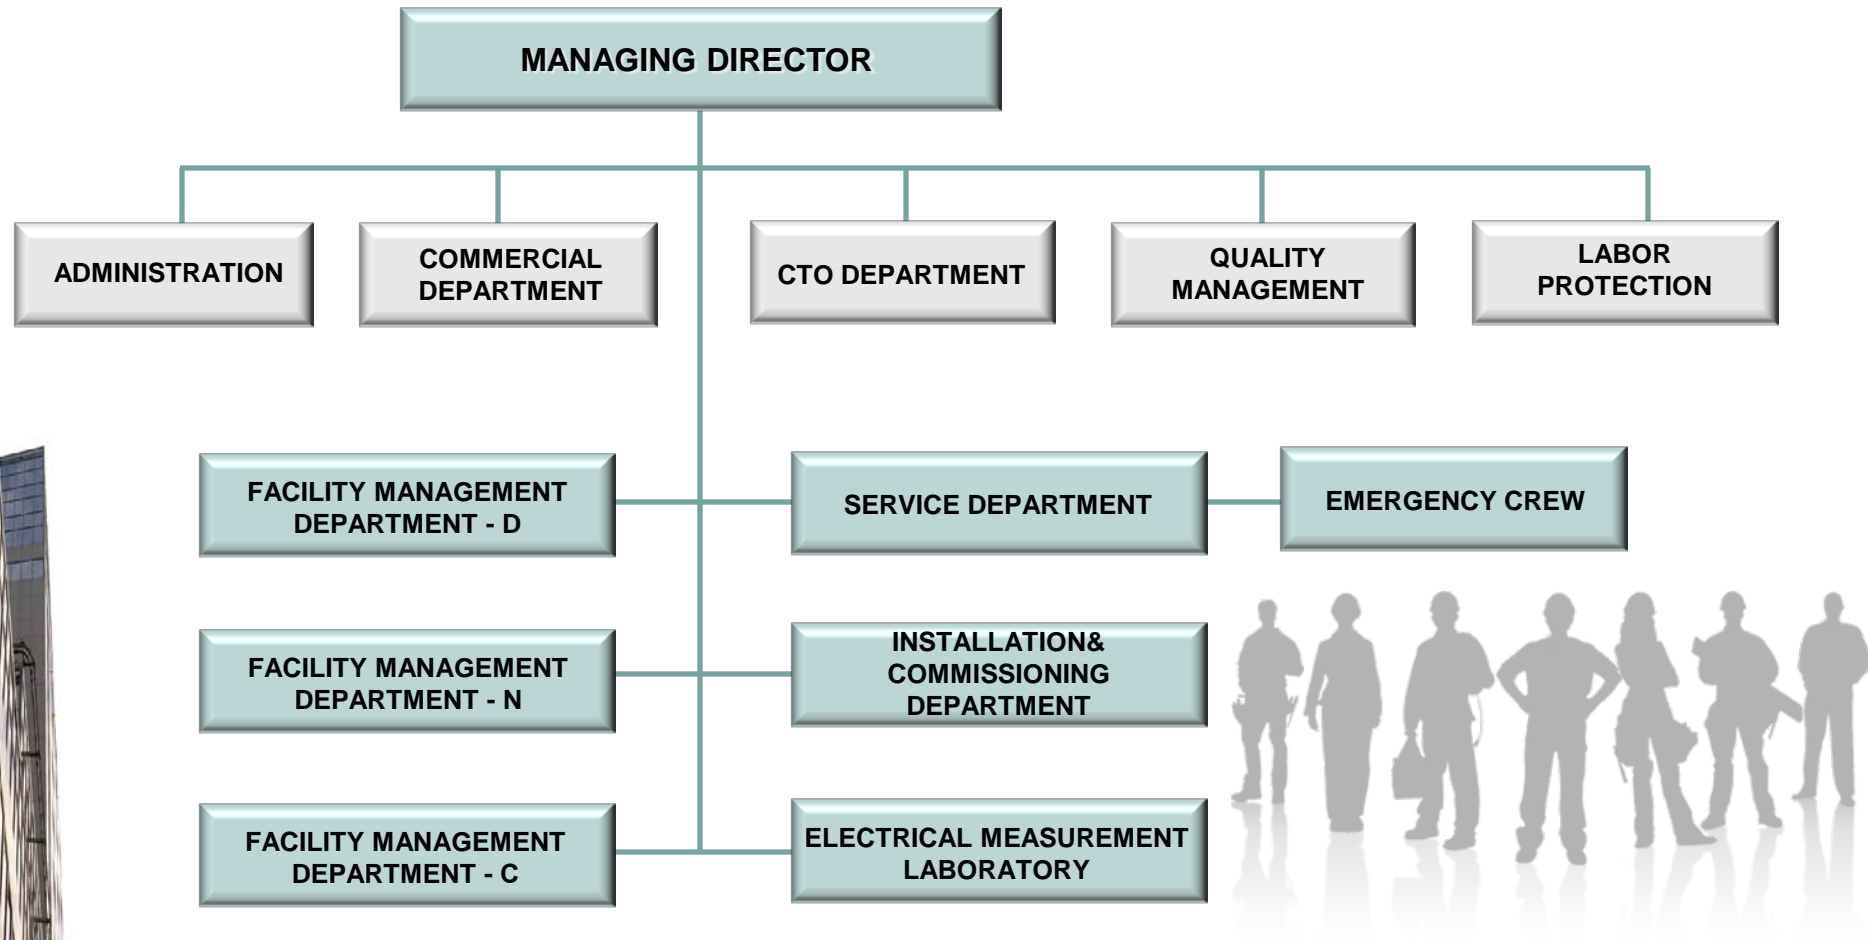 MANAGING DIRECTOR
ADMINISTRATION
COMMERCIAL
DEPARTMENT
CTO DEPARTMENT
QUALITY
MANAGEMENT
LABOR
PROTECTION
FACILITY MANAGEMENT
DEPARTMENT - D
SERVICE DEPARTMENT
EMERGENCY CREW
FACILITY MANAGEMENT
DEPARTMENT - N
INSTALLATION&
COMMISSIONING
DEPARTMENT
FACILITY MANAGEMENT
DEPARTMENT - C
ELECTRICAL MEASUREMENT
LABORATORY